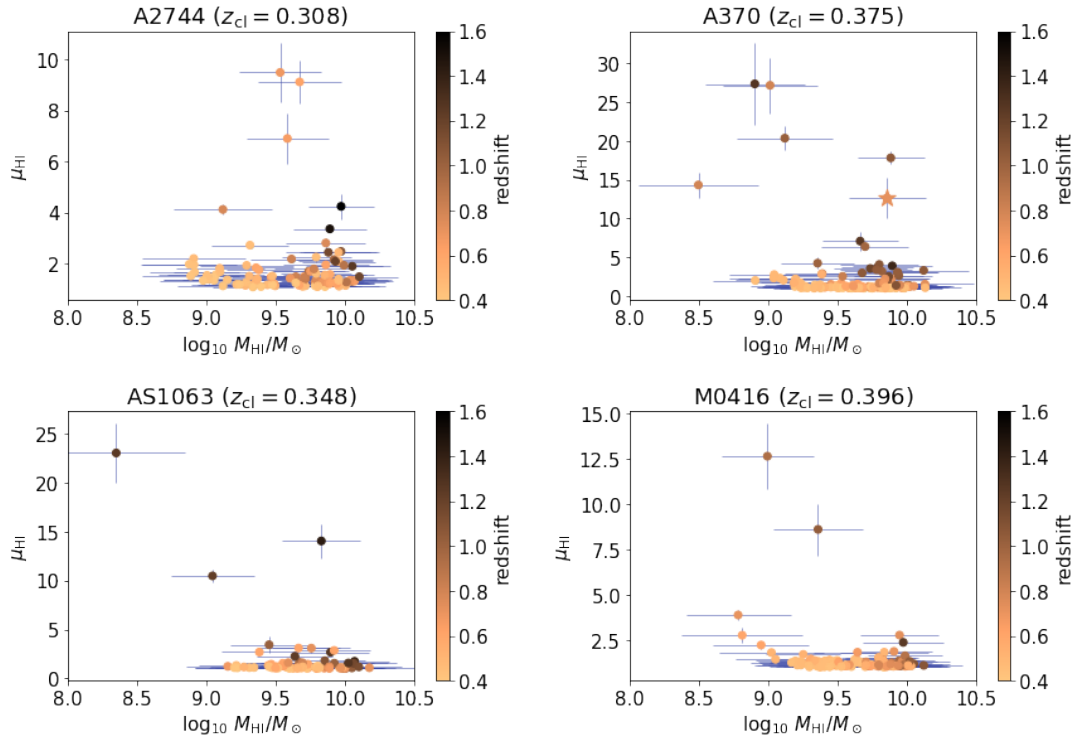 A2744 (z_cl = 0.308)
μ_HI
10
8
6
4
2
8.0 8.5 9.0 9.5 10.0 10.5
log₁₀ M_HI/M_⊙
1.6
1.4
1.2
1.0
0.8
0.6
0.4
redshift
A370 (z_cl = 0.375)
μ_HI
30
25
20
15
10
5
0
8.0 8.5 9.0 9.5 10.0 10.5
log₁₀ M_HI/M_⊙
1.6
1.4
1.2
1.0
0.8
0.6
0.4
redshift
AS1063 (z_cl = 0.348)
μ_HI
25
20
15
10
5
0
8.0 8.5 9.0 9.5 10.0 10.5
log₁₀ M_HI/M_⊙
1.6
1.4
1.2
1.0
0.8
0.6
0.4
redshift
M0416 (z_cl = 0.396)
μ_HI
15.0
12.5
10.0
7.5
5.0
2.5
8.0 8.5 9.0 9.5 10.0 10.5
log₁₀ M_HI/M_⊙
1.6
1.4
1.2
1.0
0.8
0.6
0.4
redshift